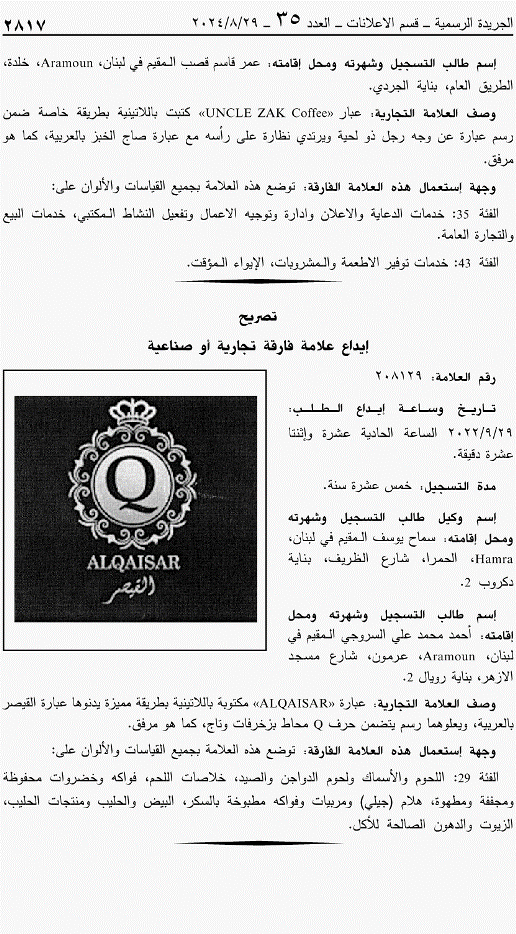 الجريدة الرسمية ــ قسم الاعلانات ــ العدد ٣٥ ــ ٢٠٢٤/٨/٢٩
٢٨١٧
إسم طالب التسجيل وشهرته ومحل إقامته: عمر قاسم قصب المقيم في لبنان، Aramoun، خلدة،
الطريق العام، بناية الجردي.
وصف العلامة التجارية: عبار «UNCLE ZAK Coffee» كتبت باللاتينية بطريقة خاصة ضمن
رسم عبارة عن وجه رجل ذو لحية ويرتدي نظارة على رأسه مع عبارة صاج الخبز بالعربية، كما هو
مرفق.
وجهة إستعمال هذه العلامة الفارقة: توضع هذه العلامة بجميع القياسات والألوان على:
الفئة 35: خدمات الدعاية والاعلان وادارة وتوجيه الاعمال وتفعيل النشاط المكتبي، خدمات البيع
والتجارة العامة.
الفئة 43: خدمات توفير الاطعمة والمشروبات، الإيواء المؤقت.
تصريح
إيداع علامة فارقة تجارية أو صناعية
رقم العلامة: ٢٠٨١٢٩
تاريخ وساعة إيداع الطلب:
٢٠٢٢/٩/٢٩ الساعة الحادية عشرة وإثنتا
عشرة دقيقة.
مدة التسجيل: خمس عشرة سنة.
إسم وكيل طالب التسجيل وشهرته
ومحل إقامته: سماح يوسف المقيم في لبنان،
Hamra، الحمرا، شارع الظريف، بناية
دكروب 2.
إسم طالب التسجيل وشهرته ومحل
إقامته: أحمد محمد علي السروجي المقيم في
لبنان، Aramoun، عرمون، شارع مسجد
الازهر، بناية رويال 2.
Q
ALQAISAR
القيصر
وصف العلامة التجارية: عبارة «ALQAISAR» مكتوبة باللاتينية بطريقة مميزة يدنوها عبارة القيصر
بالعربية، ويعلوهما رسم يتضمن حرف Q محاط بزخرفات وتاج، كما هو مرفق.
وجهة إستعمال هذه العلامة الفارقة: توضع هذه العلامة بجميع القياسات والألوان على:
الفئة 29: اللحوم والأسماك ولحوم الدواجن والصيد، خلاصات اللحم، فواكه وخضروات محفوظة
ومجففة ومطهوة، هلام (جيلي) ومربيات وفواكه مطبوخة بالسكر، البيض والحليب ومنتجات الحليب،
الزيوت والدهون الصالحة للأكل.